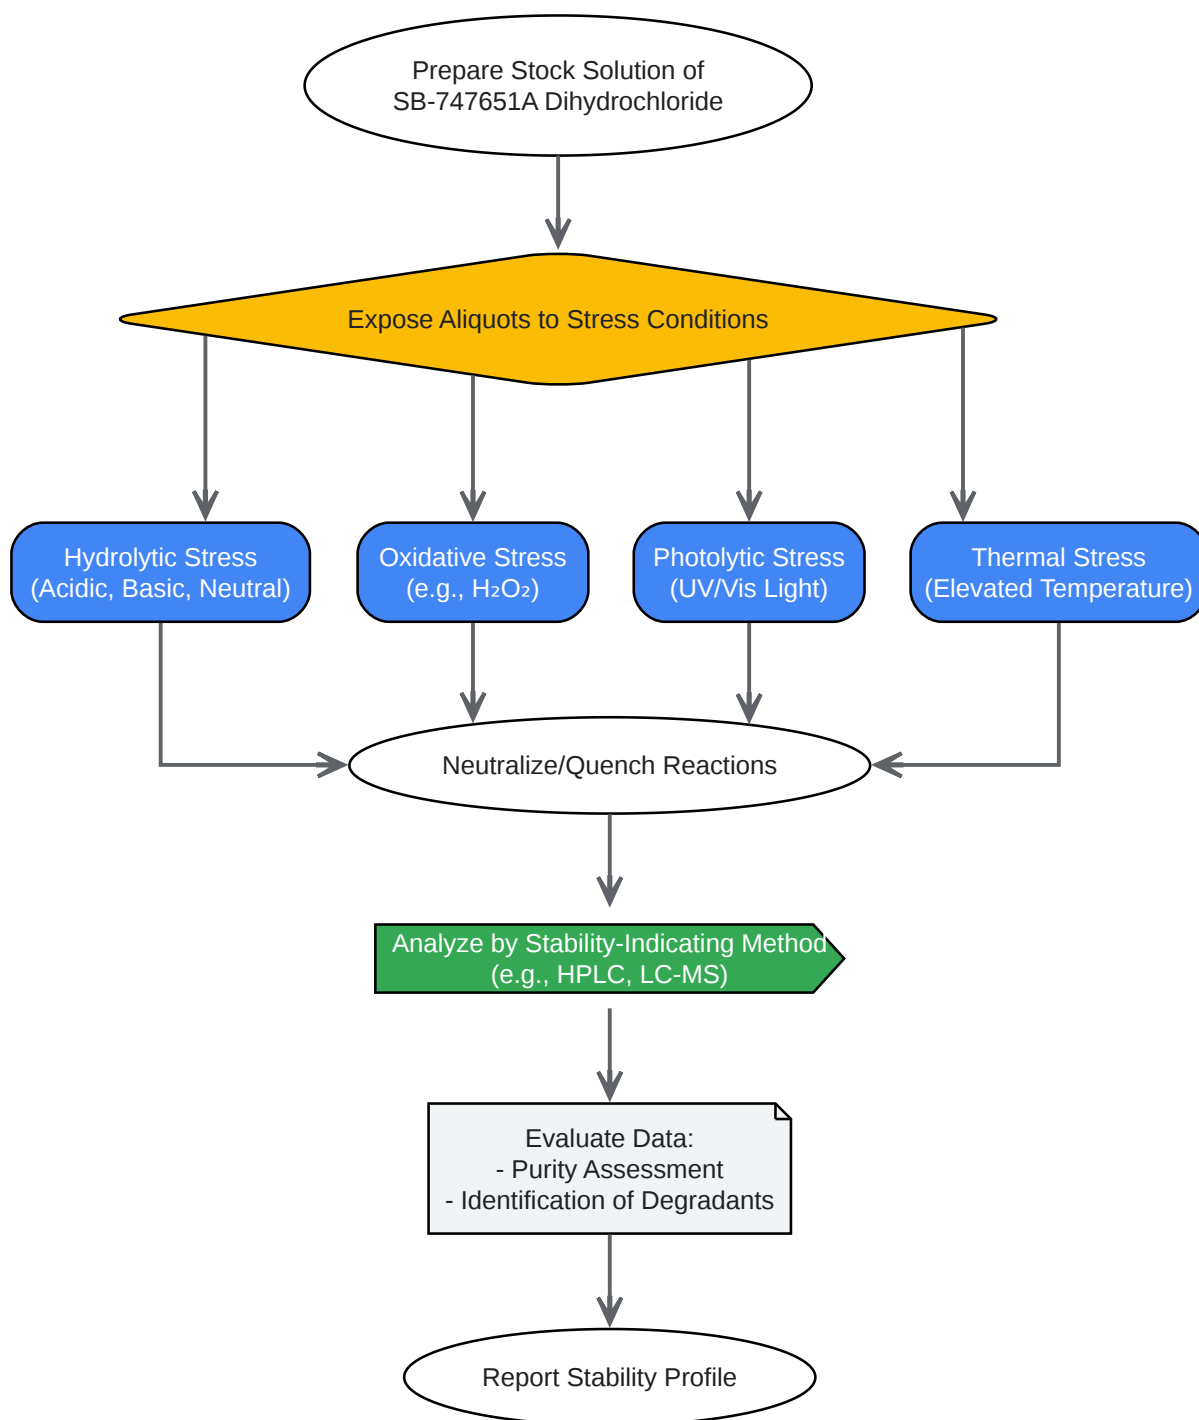 Prepare Stock Solution of
SB-747651A Dihydrochloride
Expose Aliquots to Stress Conditions
Hydrolytic Stress
(Acidic, Basic, Neutral)
Oxidative Stress
(e.g., H₂O₂)
Photolytic Stress
(UV/Vis Light)
Thermal Stress
(Elevated Temperature)
Neutralize/Quench Reactions
Analyze by Stability-Indicating Method
(e.g., HPLC, LC-MS)
Evaluate Data:
- Purity Assessment
- Identification of Degradants
Report Stability Profile